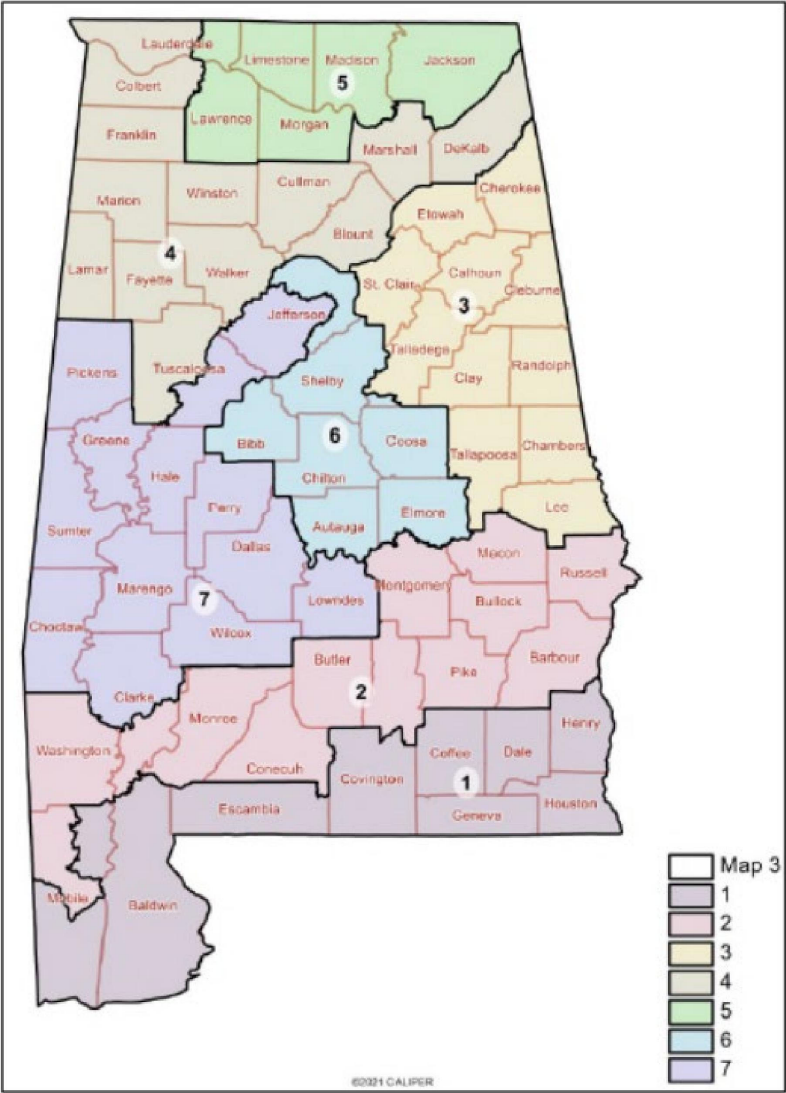 Lauderdale
Limestone
Madison
Jackson
5
Colbert
Lawrence
Morgan
Franklin
Marshall
DeKalb
Cullman
Winston
Marion
Cherokee
Etowah
Blount
4
Lamar
Fayette
Walker
St. Clair
Calhoun
Cleburne
3
Jefferson
Talladega
Pickens
Tuscaloosa
Shelby
Clay
Randolph
Greene
Bibb
6
Coosa
Tallapoosa
Chambers
Hale
Chilton
Perry
Elmore
Lee
Autauga
Sumter
Dallas
Macon
Russell
Marengo
Montgomery
7
Lowndes
Bullock
Choctaw
Wilcox
Butler
Pike
Barbour
2
Clarke
Monroe
Henry
Washington
Coffee
Dale
Conecuh
Covington
1
Escambia
Geneva
Houston
Mobile
Baldwin
Map 3
1
2
3
4
5
6
7
©2021 CALIPER